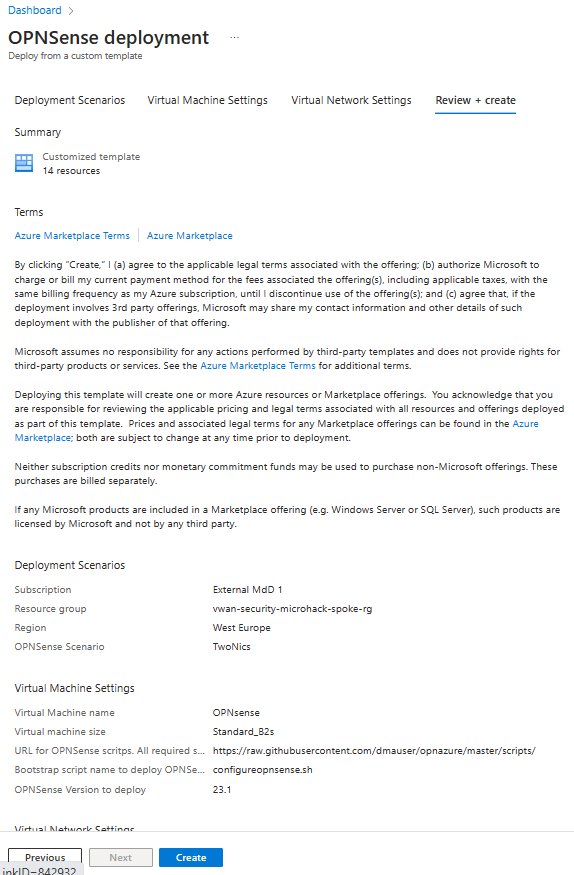 Dashboard >
OPNSense deployment ...
Deploy from a custom template
Deployment Scenarios Virtual Machine Settings Virtual Network Settings Review + create
Summary
Customized template
14 resources
Terms
Azure Marketplace Terms | Azure Marketplace
By clicking "Create," I (a) agree to the applicable legal terms associated with the offering; (b) authorize Microsoft to
charge or bill my current payment method for the fees associated the offering(s), including applicable taxes, with the
same billing frequency as my Azure subscription, until I discontinue use of the offering(s); and (c) agree that, if the
deployment involves 3rd party offerings, Microsoft may share my contact information and other details of such
deployment with the publisher of that offering.
Microsoft assumes no responsibility for any actions performed by third-party templates and does not provide rights for
third-party products or services. See the Azure Marketplace Terms for additional terms.
Deploying this template will create one or more Azure resources or Marketplace offerings. You acknowledge that you
are responsible for reviewing the applicable pricing and legal terms associated with all resources and offerings deployed
as part of this template. Prices and associated legal terms for any Marketplace offerings can be found in the Azure
Marketplace; both are subject to change at any time prior to deployment.
Neither subscription credits nor monetary commitment funds may be used to purchase non-Microsoft offerings. These
purchases are billed separately.
If any Microsoft products are included in a Marketplace offering (e.g. Windows Server or SQL Server), such products are
licensed by Microsoft and not by any third party.
Deployment Scenarios
Subscription External MdD 1
Resource group vwan-security-microhack-spoke-rg
Region West Europe
OPNSense Scenario TwoNics
Virtual Machine Settings
Virtual Machine name OPNsense
Virtual machine size Standard_B2s
URL for OPNSense scritps. All required s... https://raw.githubusercontent.com/dmauser/opnazure/master/scripts/
Bootstrap script name to deploy OPNSe... configureopnsense.sh
OPNSense Version to deploy 23.1
Virtual Network Settings
Previous Next Create
inkID=842932